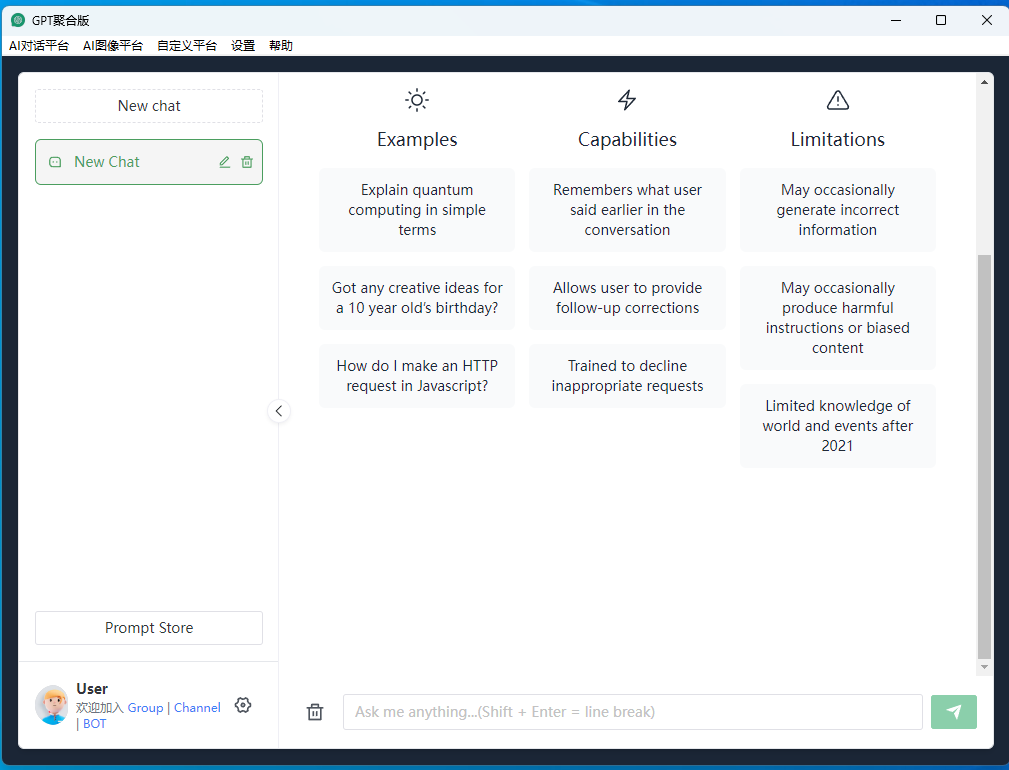 GPT聚合版
AI对话平台 AI图像平台 自定义平台 设置 帮助
New chat
New Chat
Prompt Store
User
欢迎加入 Group | Channel
| BOT
Examples
Explain quantum
computing in simple
terms
Got any creative ideas for
a 10 year old's birthday?
How do I make an HTTP
request in Javascript?
Capabilities
Remembers what user
said earlier in the
conversation
Allows user to provide
follow-up corrections
Trained to decline
inappropriate requests
Limitations
May occasionally
generate incorrect
information
May occasionally
produce harmful
instructions or biased
content
Limited knowledge of
world and events after
2021
Ask me anything...(Shift + Enter = line break)